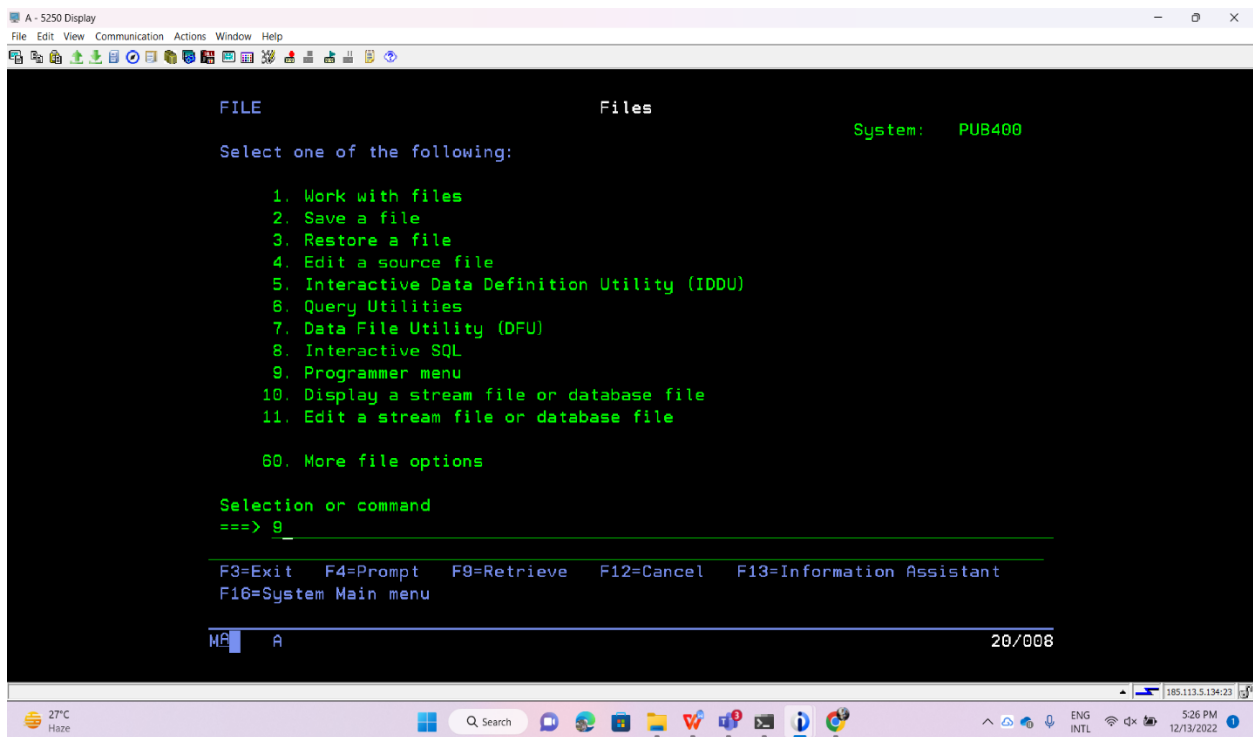 A - 5250 Display
File Edit View Communication Actions Window Help
FILE Files
System: PUB400
Select one of the following:
1. Work with files
2. Save a file
3. Restore a file
4. Edit a source file
5. Interactive Data Definition Utility (IDDU)
6. Query Utilities
7. Data File Utility (DFU)
8. Interactive SQL
9. Programmer menu
10. Display a stream file or database file
11. Edit a stream file or database file
60. More file options
Selection or command
===> 9
F3=Exit F4=Prompt F9=Retrieve F12=Cancel F13=Information Assistant
F16=System Main menu
MA A 20/008
185.113.5.134:23
27°C
Haze
Search
3
ENG
INTL
5:26 PM
12/13/2022
1